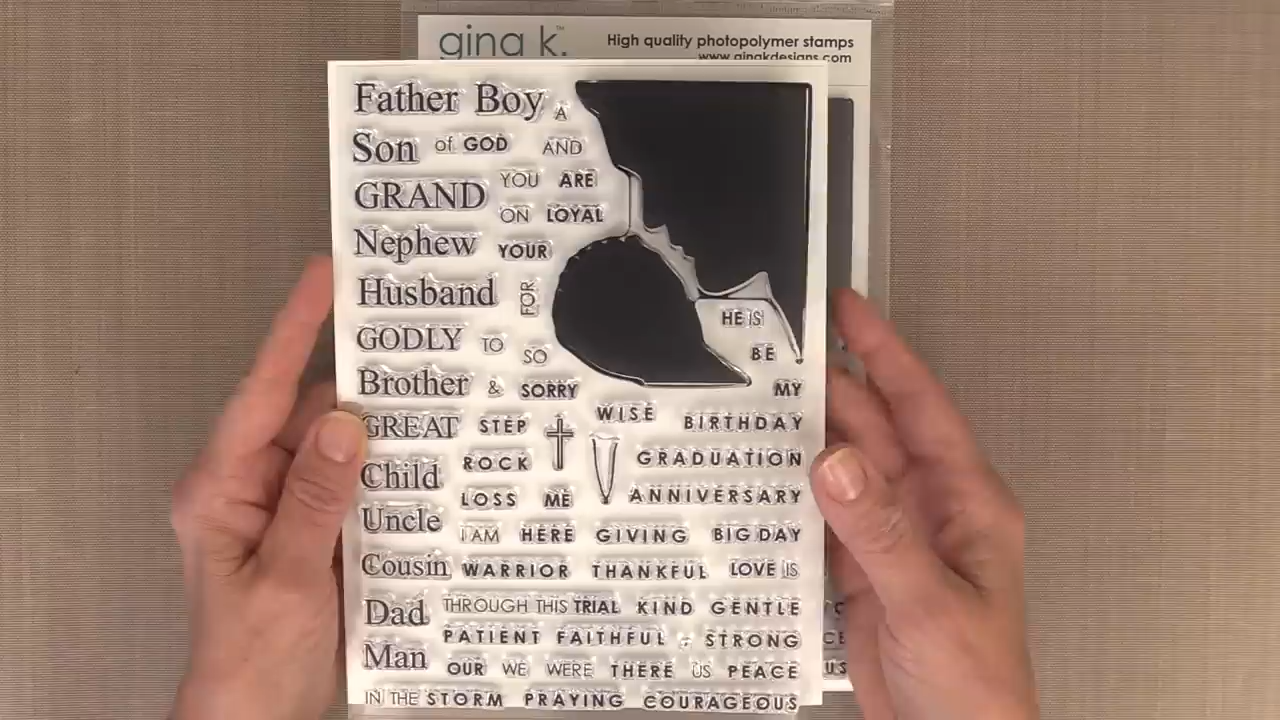 gina k.™
High quality photopolymer stamps
www.ginakdesigns.com
Father Boy A
Son of GOD AND
GRAND YOU ARE
ON LOYAL
Nephew YOUR
Husband FOR
HE IS
GODLY TO SO
BE
Brother & SORRY MY
GREAT STEP WISE BIRTHDAY
ROCK GRADUATION
Child
LOSS ME ANNIVERSARY
Uncle I AM HERE GIVING BIG DAY
Cousin WARRIOR THANKFUL LOVE IS
Dad THROUGH THIS TRIAL KIND GENTLE
PATIENT FAITHFUL STRONG
Man OUR WE WERE THERE US PEACE
IN THE STORM PRAYING COURAGEOUS
CE
US